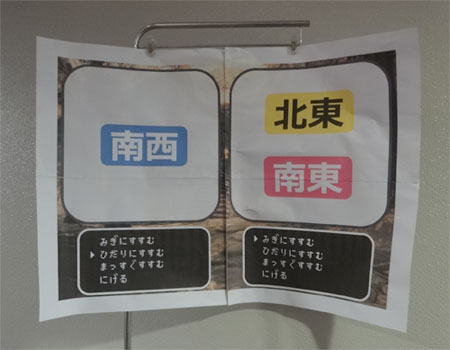 南西
みぎにすすむ
▶ひだりにすすむ
まっすぐすすむ
にげる
北東
南東
▶みぎにすすむ
ひだりにすすむ
まっすぐすすむ
にげる